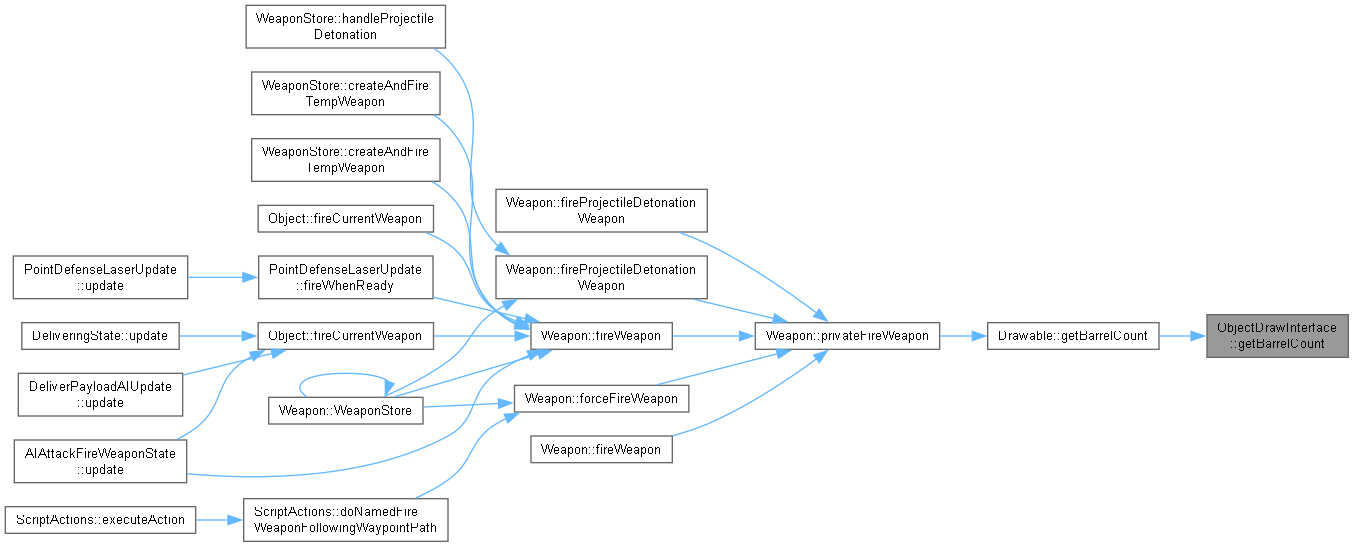 WeaponStore::handleProjectile
Detonation
WeaponStore::createAndFire
TempWeapon
WeaponStore::createAndFire
TempWeapon
Object::fireCurrentWeapon
PointDefenseLaserUpdate
::update
PointDefenseLaserUpdate
::fireWhenReady
DeliveringState::update
Object::fireCurrentWeapon
DeliverPayloadAIUpdate
::update
Weapon::WeaponStore
AIAttackFireWeaponState
::update
ScriptActions::executeAction
ScriptActions::doNamedFire
WeaponFollowingWaypointPath
Weapon::fireProjectileDetonation
Weapon
Weapon::fireProjectileDetonation
Weapon
Weapon::fireWeapon
Weapon::forceFireWeapon
Weapon::fireWeapon
Weapon::privateFireWeapon
Drawable::getBarrelCount
ObjectDrawInterface
::getBarrelCount